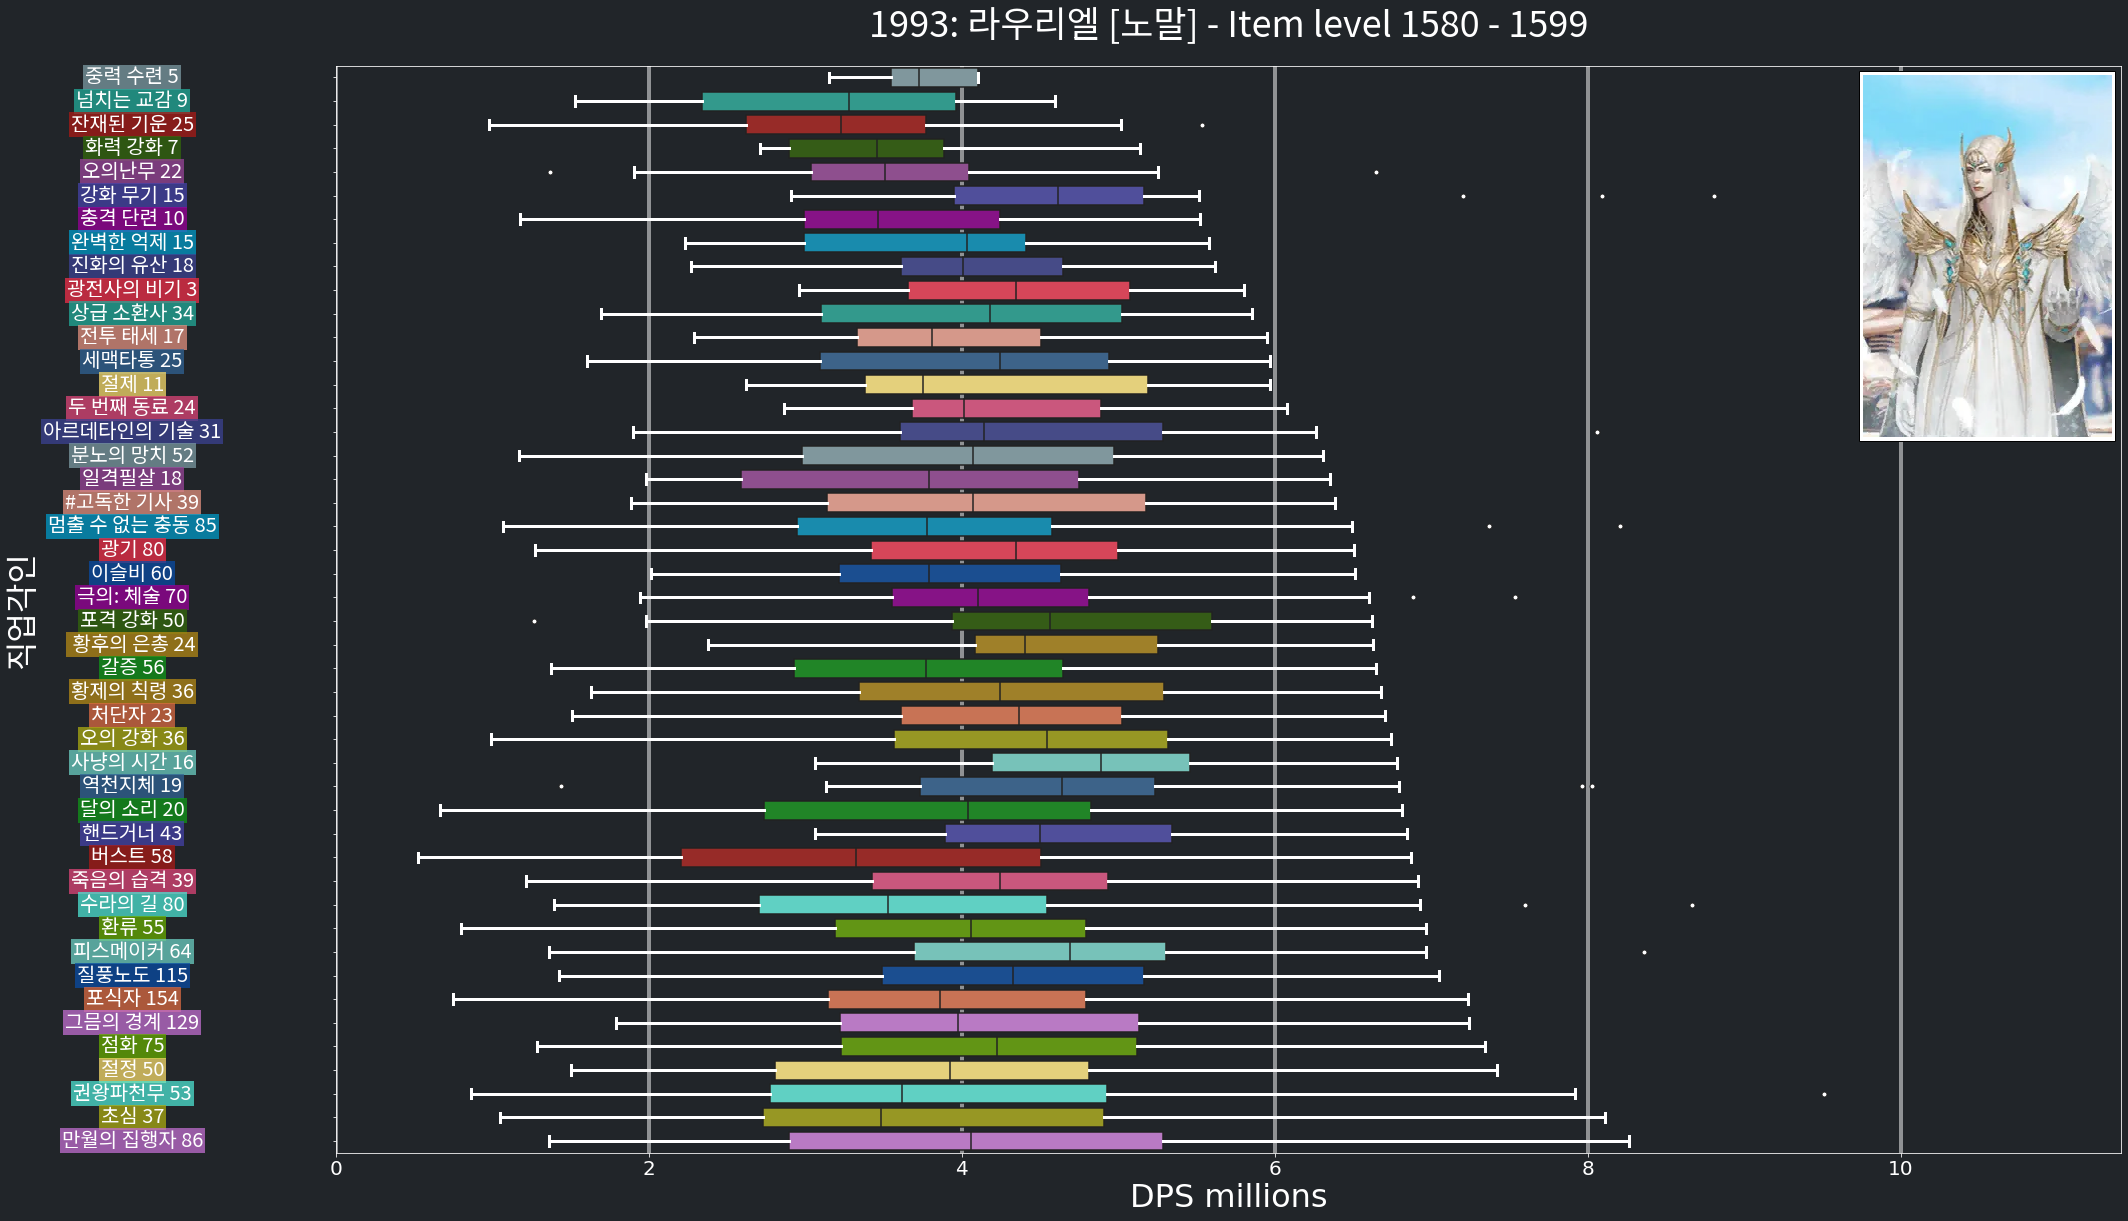 1993: 라우리엘 [노말] - Item level 1580 - 1599
중력 수련 5
넘치는 교감 9
잔재된 기운 25
화력 강화 7
오의난무 22
강화 무기 15
충격 단련 10
완벽한 억제 15
진화의 유산 18
광전사의 비기 3
상급 소환사 34
전투 태세 17
세맥타통 25
절제 11
두 번째 동료 24
아르데타인의 기술 31
분노의 망치 52
일격필살 18
#고독한 기사 39
멈출 수 없는 충동 85
광기 80
이슬비 60
극의: 체술 70
포격 강화 50
황후의 은총 24
갈증 56
황제의 칙령 36
처단자 23
오의 강화 36
사냥의 시간 16
역천지체 19
달의 소리 20
핸드거너 43
버스트 58
죽음의 습격 39
수라의 길 80
환류 55
피스메이커 64
질풍노도 115
포식자 154
그믐의 경계 129
점화 75
절정 50
권왕파천무 53
초심 37
만월의 집행자 86
직업각인
0 2 4 6 8 10
DPS millions